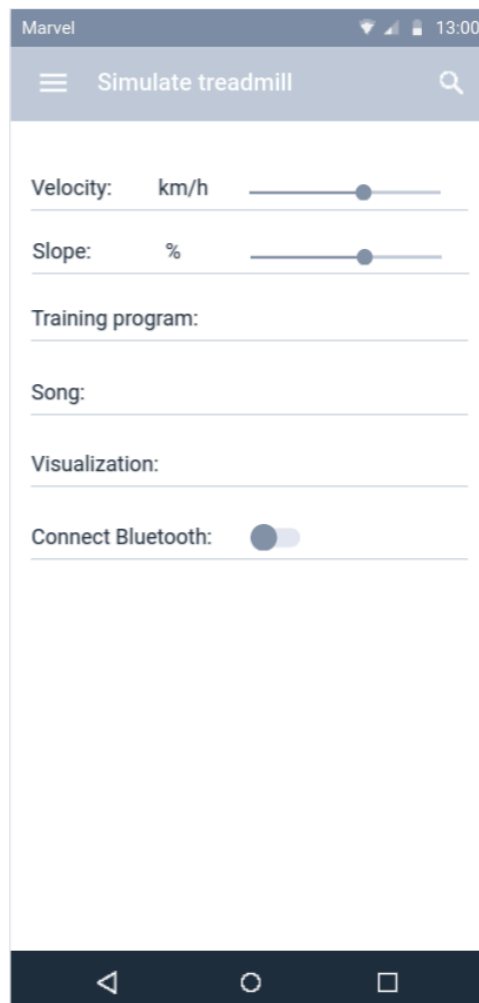 Marvel 13:00
Simulate treadmill
Velocity: km/h
Slope: %
Training program:
Song:
Visualization:
Connect Bluetooth: